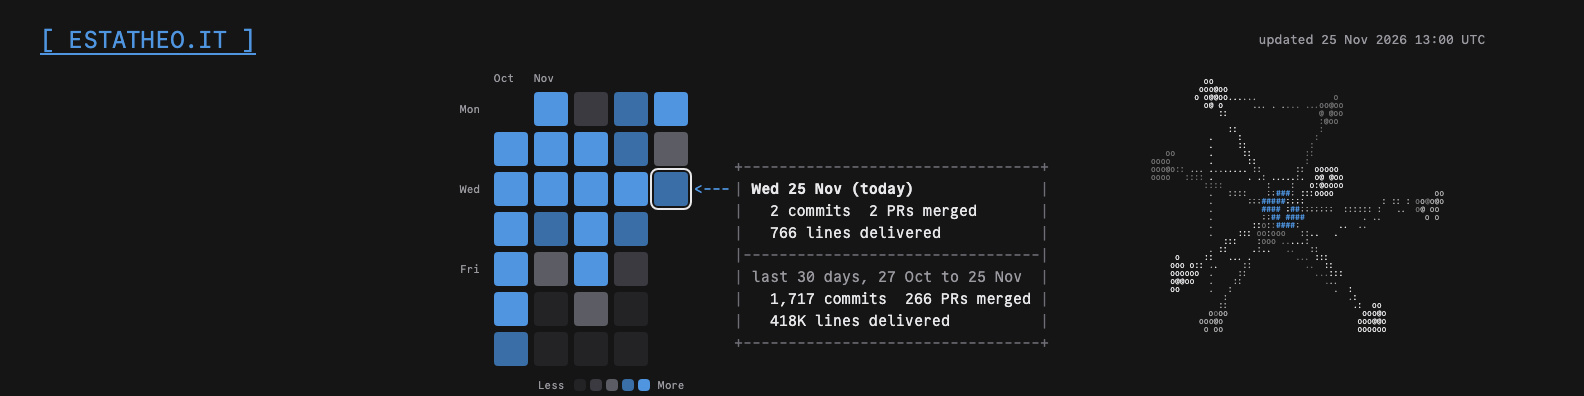 [ ESTATHEO.IT ]
updated 25 Nov 2026 13:00 UTC
Oct Nov
Mon
Wed
Fri
Less More
<--- Wed 25 Nov (today)
2 commits 2 PRs merged
766 lines delivered
last 30 days, 27 Oct to 25 Nov
1,717 commits 266 PRs merged
418K lines delivered